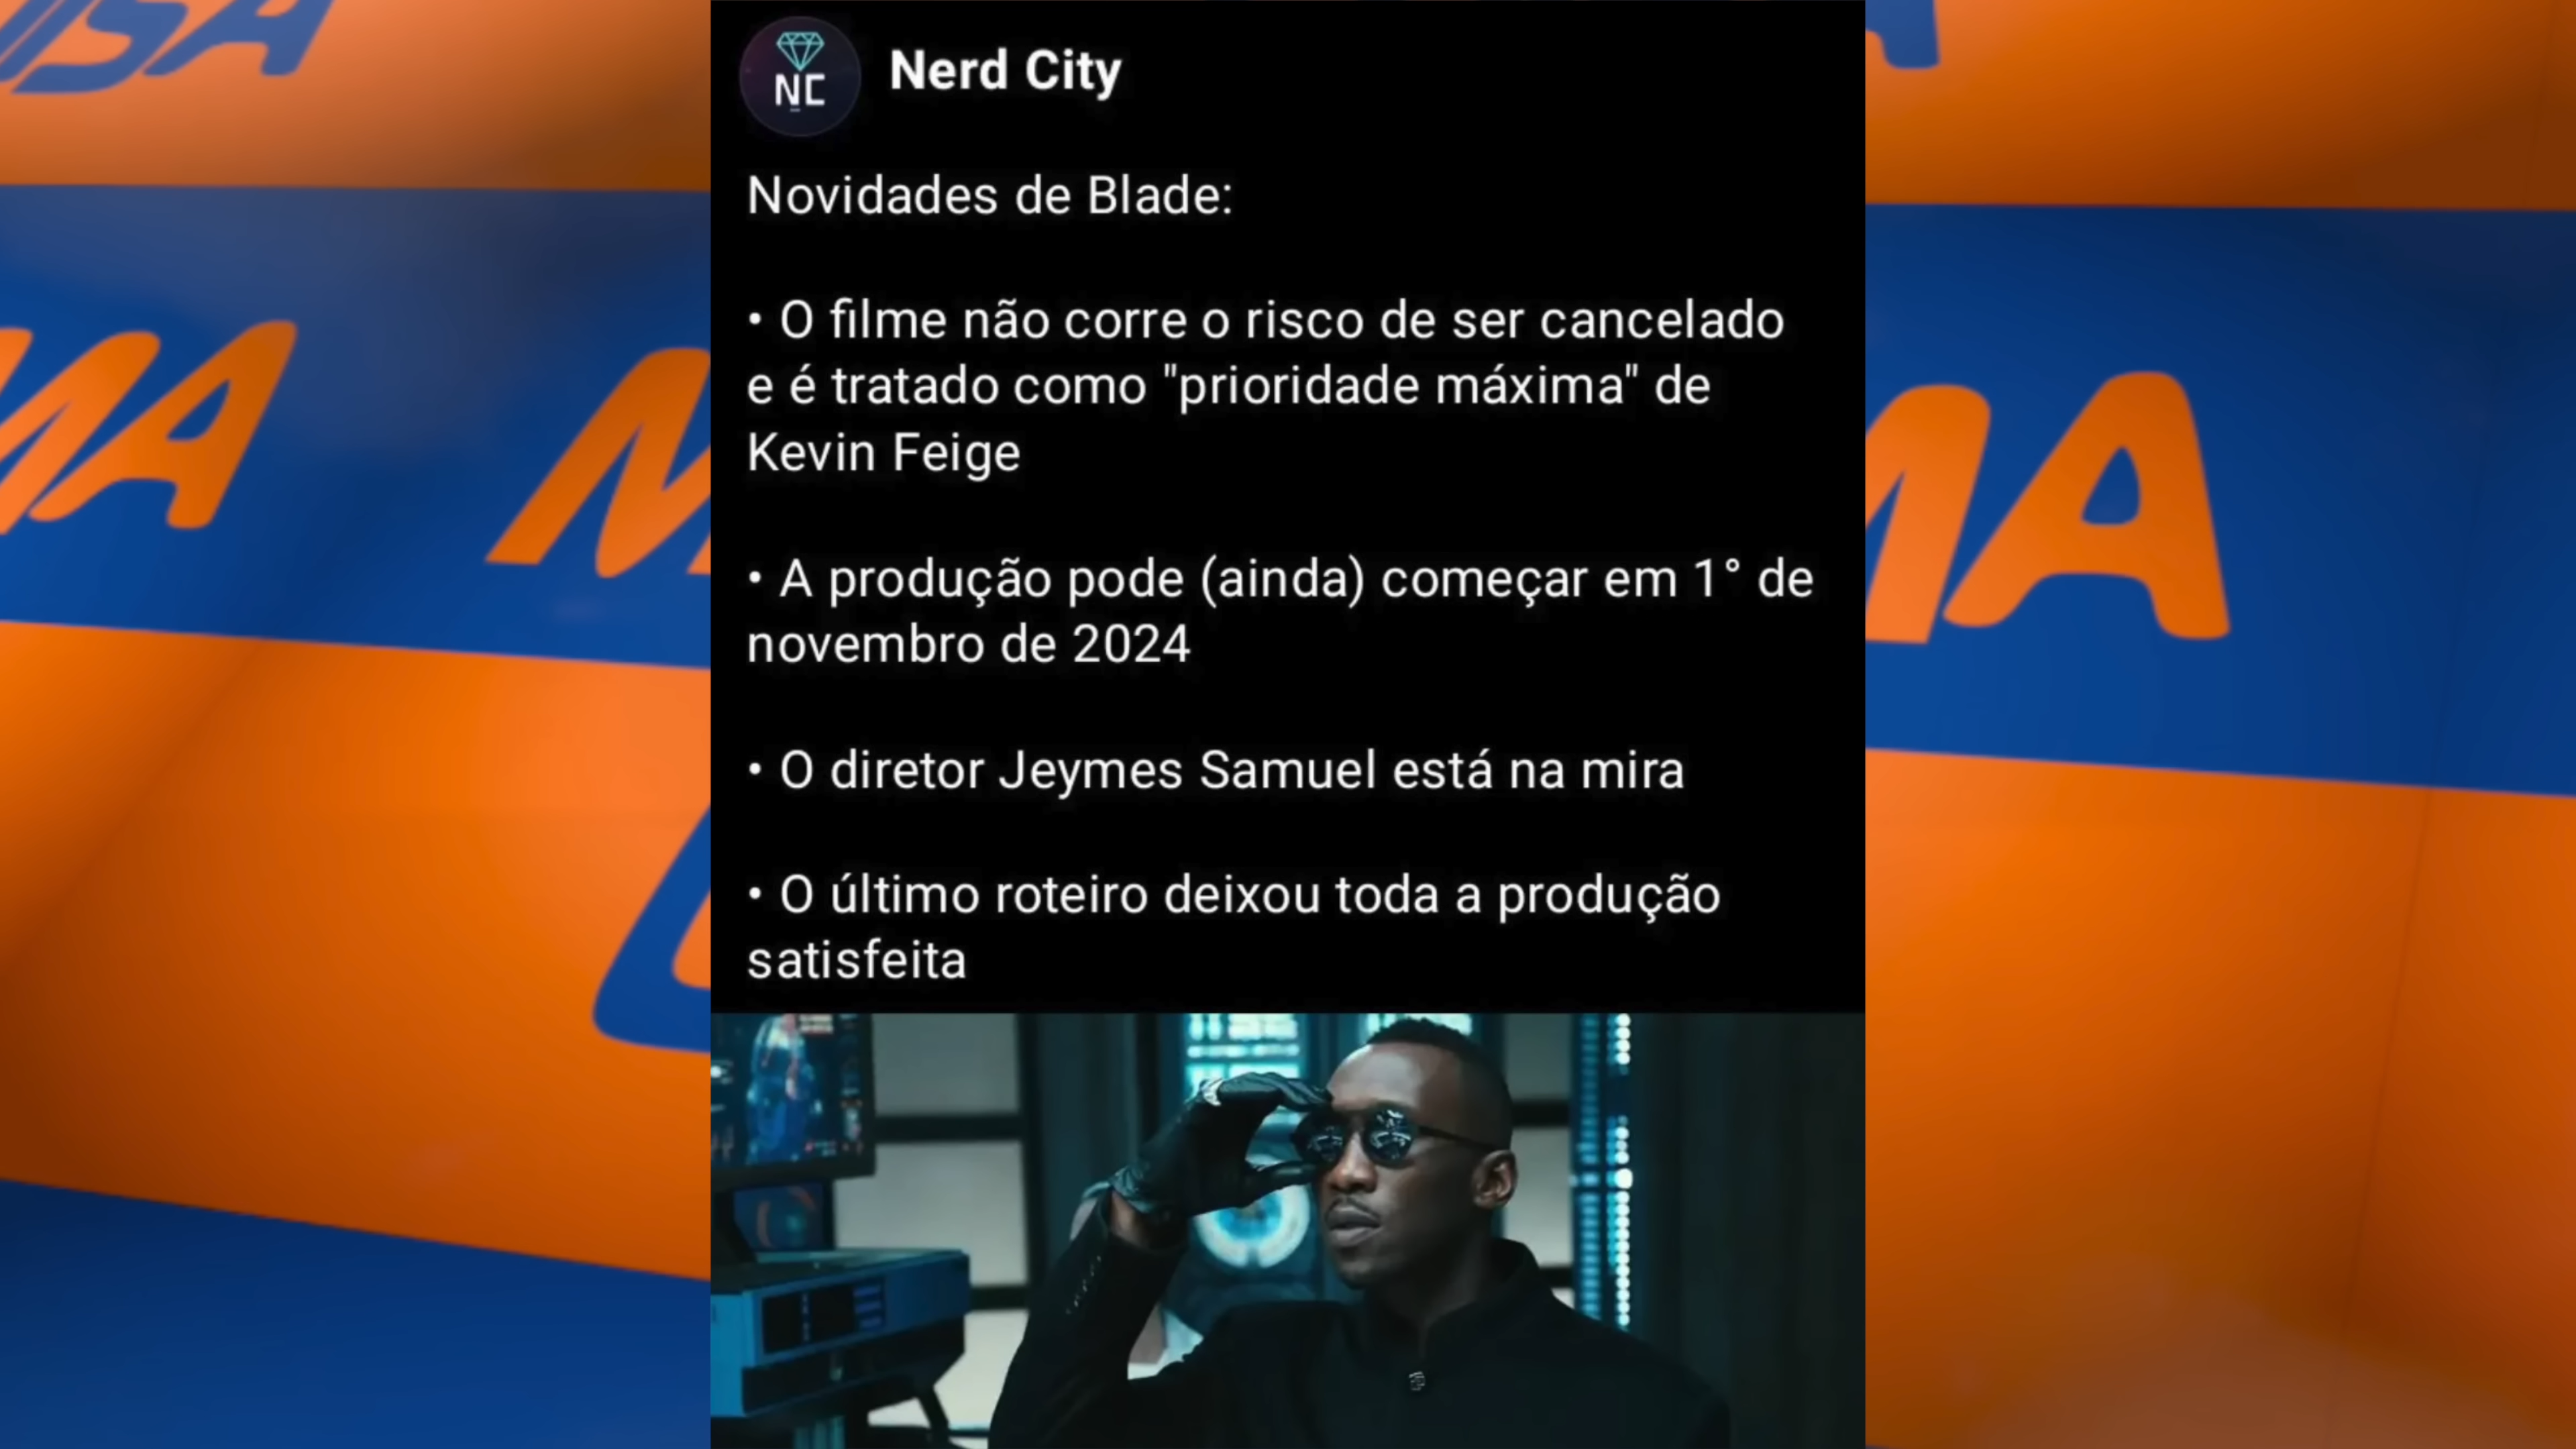 NC
Nerd City
Novidades de Blade:
• O filme não corre o risco de ser cancelado
e é tratado como "prioridade máxima" de
Kevin Feige
• A produção pode (ainda) começar em 1° de
novembro de 2024
• O diretor Jeymes Samuel está na mira
• O último roteiro deixou toda a produção
satisfeita